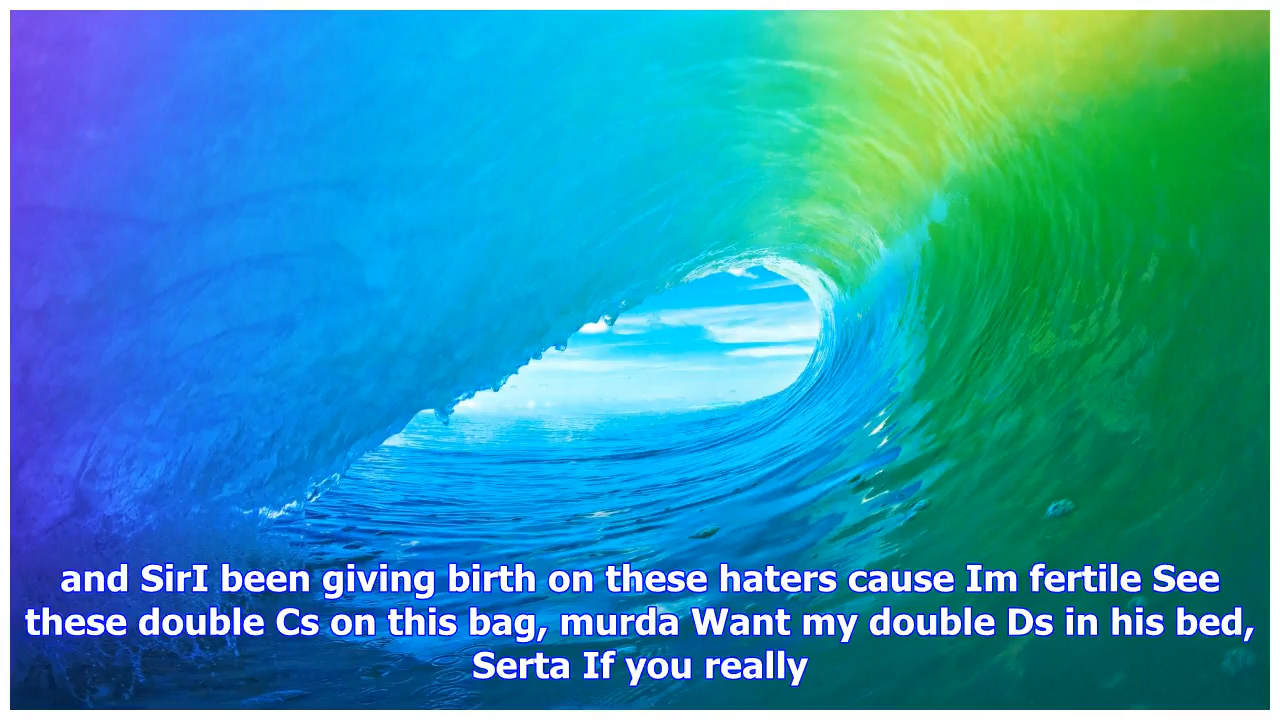 and SirI been giving birth on these haters cause Im fertile See
these double Cs on this bag, murda Want my double Ds in his bed,
Serta If you really